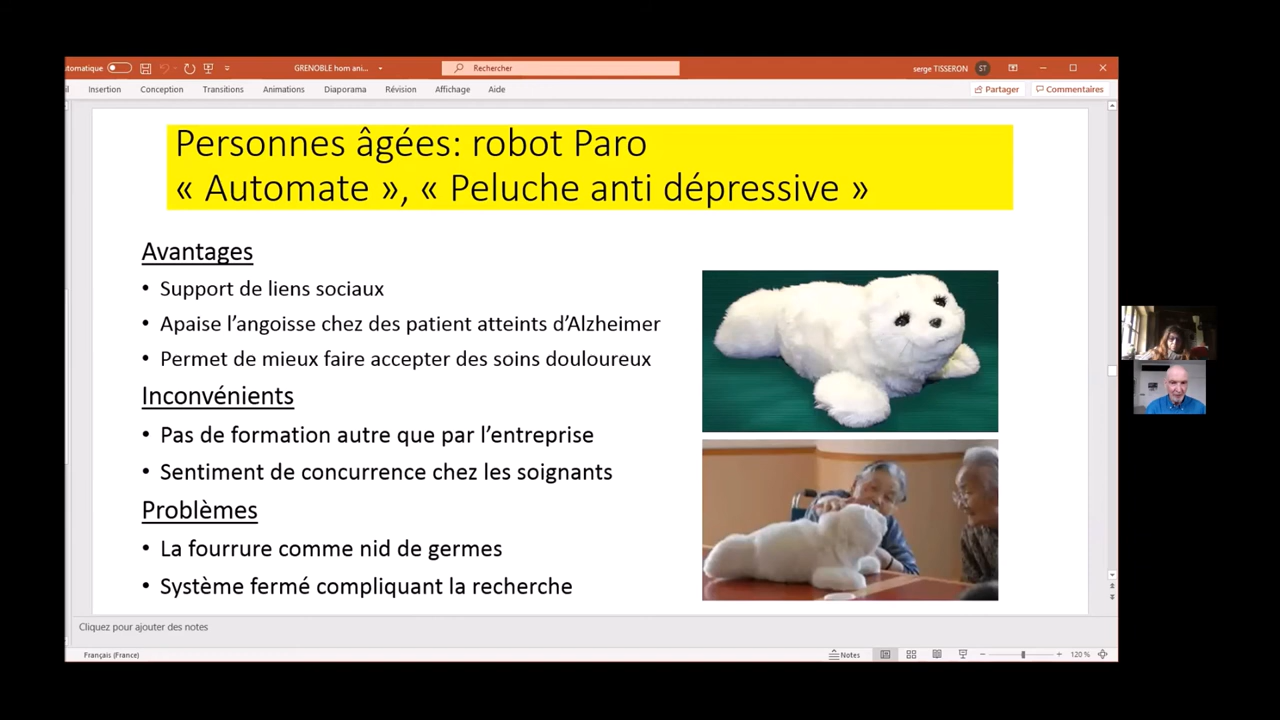 GRENOBLE hom ani...
Rechercher
serge TISSERON
ST
Insertion Conception Transitions Animations Diaporama Révision Affichage Aide
Partager
Commentaires
Personnes âgées: robot Paro
« Automate », « Peluche anti dépressive »
Avantages
• Support de liens sociaux
• Apaise l’angoisse chez des patient atteints d’Alzheimer
• Permet de mieux faire accepter des soins douloureux
Inconvénients
• Pas de formation autre que par l’entreprise
• Sentiment de concurrence chez les soignants
Problèmes
• La fourrure comme nid de germes
• Système fermé compliquant la recherche
Cliquez pour ajouter des notes
Français (France)
Notes
120 %